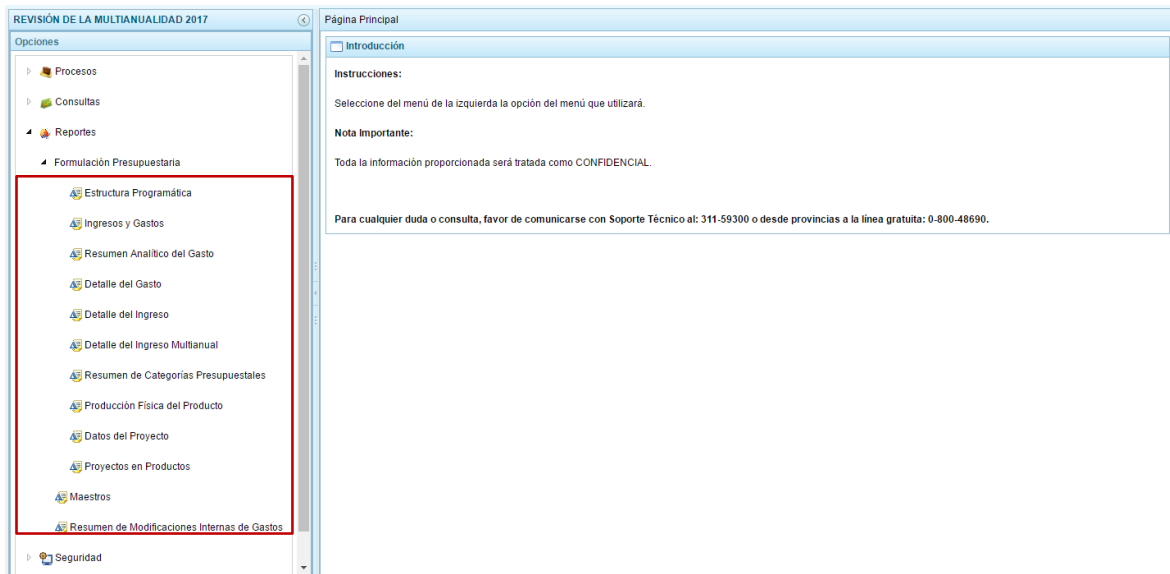 REVISIÓN DE LA MULTIANUALIDAD 2017
Opciones
Procesos
Consultas
Reportes
Formulación Presupuestaria
Estructura Programática
Ingresos y Gastos
Resumen Analítico del Gasto
Detalle del Gasto
Detalle del Ingreso
Detalle del Ingreso Multianual
Resumen de Categorías Presupuestales
Producción Física del Producto
Datos del Proyecto
Proyectos en Productos
Maestros
Resumen de Modificaciones Internas de Gastos
Seguridad
Página Principal
Introducción
Instrucciones:
Seleccione del menú de la izquierda la opción del menú que utilizará.
Nota Importante:
Toda la información proporcionada será tratada como CONFIDENCIAL.
Para cualquier duda o consulta, favor de comunicarse con Soporte Técnico al: 311-59300 o desde provincias a la línea gratuita: 0-800-48690.